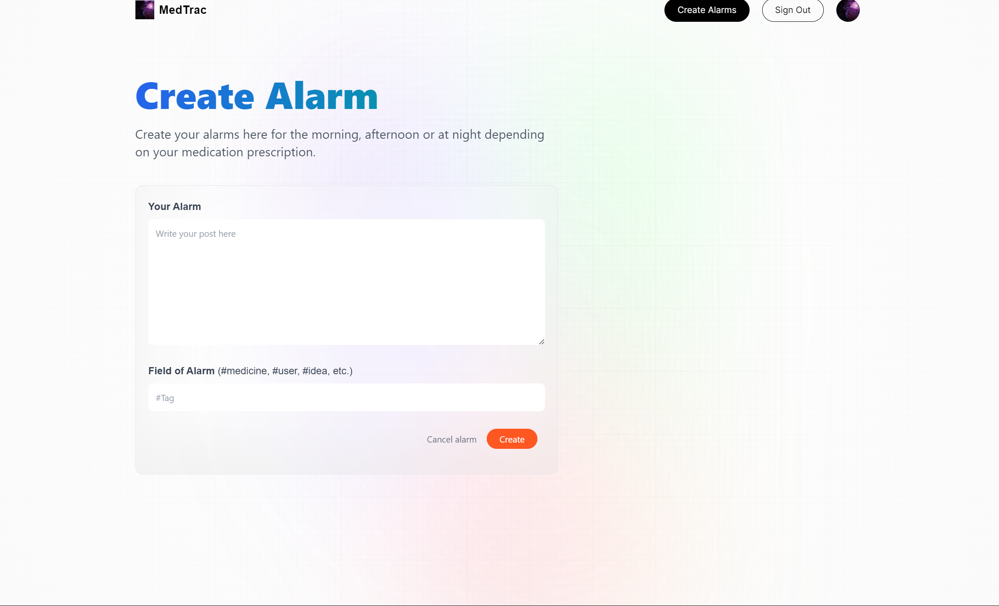 MedTrac
Create Alarms
Sign Out
Create Alarm
Create your alarms here for the morning, afternoon or at night depending
on your medication prescription.
Your Alarm
Write your post here
Field of Alarm (#medicine, #user, #idea, etc.)
#Tag
Cancel alarm
Create